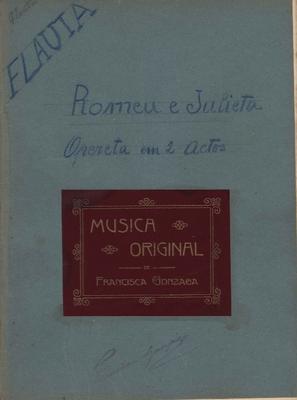 FLAUTA
Romeu e Julieta
Opereta em 2 actos
MUSICA
ORIGINAL
DE
FRANCISCA GONZAGA